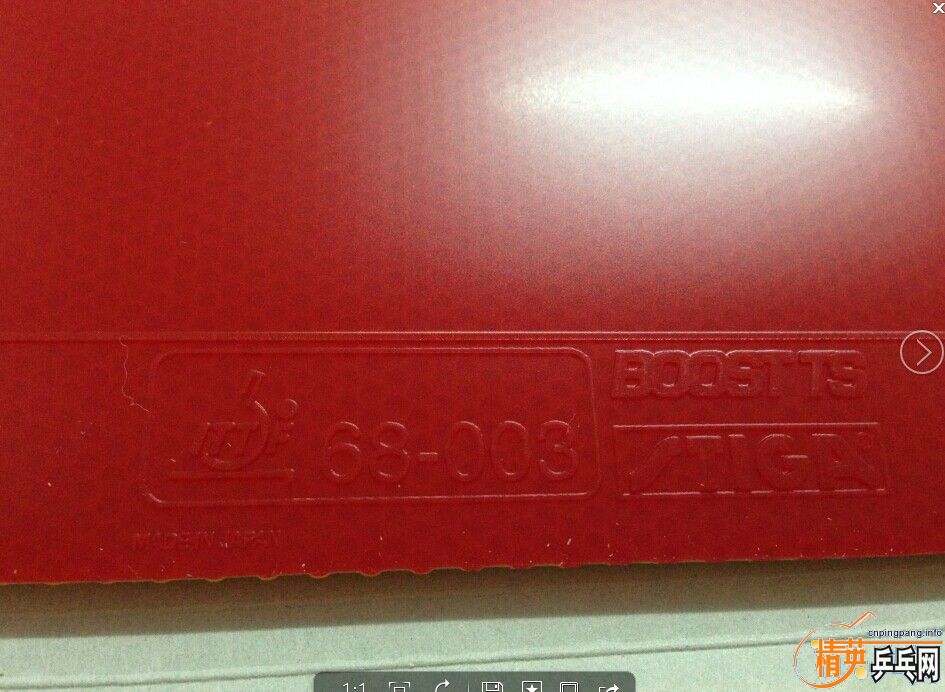 BOOST TS
ITTF 68-003
STIGA
MADE IN JAPAN
1:1
cnpingpang.info
精英乒乓网